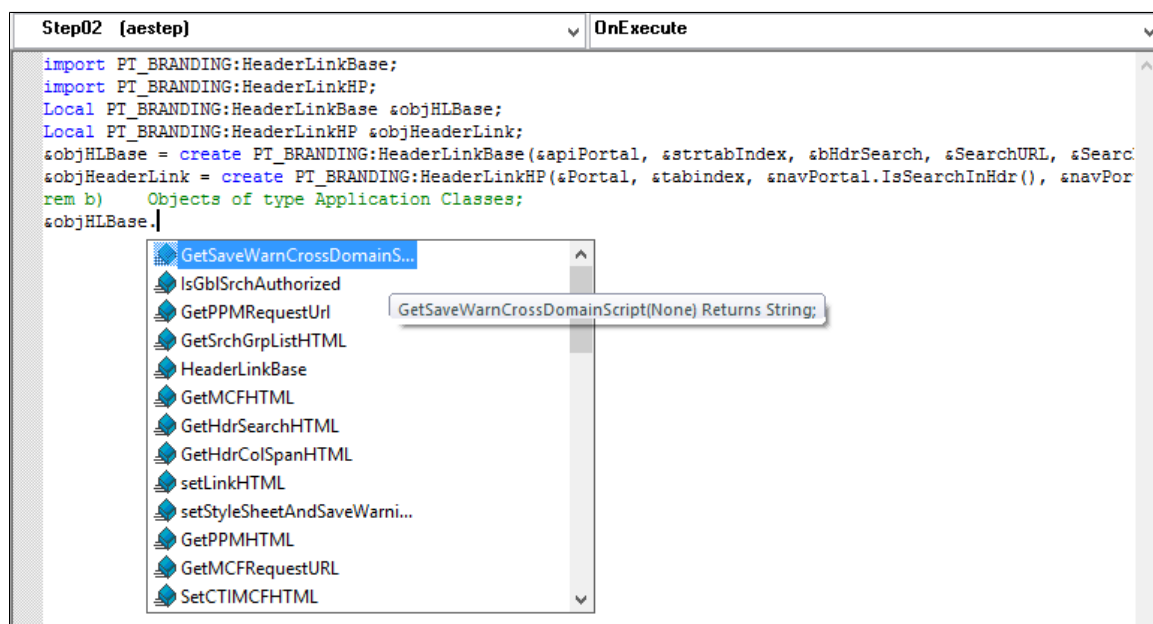 Step02 (aestep) OnExecute
import PT_BRANDING:HeaderLinkBase;
import PT_BRANDING:HeaderLinkHP;
Local PT_BRANDING:HeaderLinkBase &objHLBase;
Local PT_BRANDING:HeaderLinkHP &objHeaderLink;
&objHLBase = create PT_BRANDING:HeaderLinkBase(&apiPortal, &strtabIndex, &bHdrSearch, &SearchURL, &Searc
&objHeaderLink = create PT_BRANDING:HeaderLinkHP(&Portal, &tabindex, &navPortal.IsSearchInHdr(), &navPor
rem b) Objects of type Application Classes;
&objHLBase.
GetSaveWarnCrossDomainS...
IsGblSrchAuthorized
GetPPMRequestUrl
GetSaveWarnCrossDomainScript(None) Returns String;
GetSrchGrpListHTML
HeaderLinkBase
GetMCFHTML
GetHdrSearchHTML
GetHdrColSpanHTML
setLinkHTML
setStyleSheetAndSaveWarni...
GetPPMHTML
GetMCFRequestURL
SetCTIMCFHTML